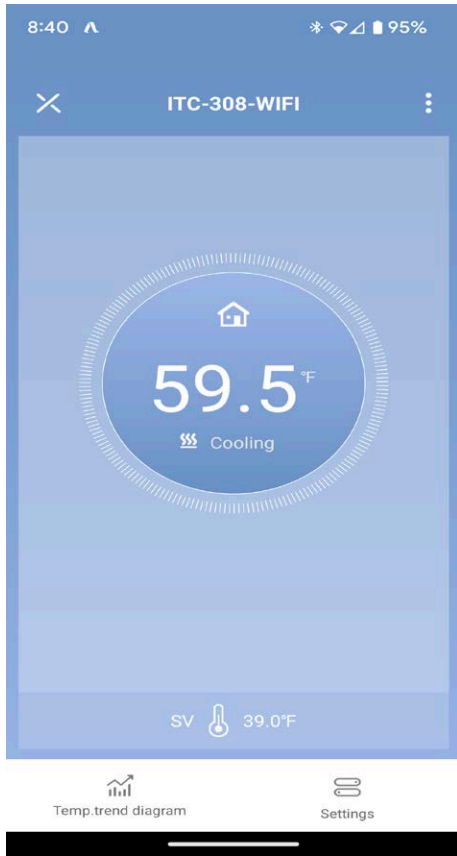 8:40
95%
ITC-308-WIFI
59.5°F
Cooling
SV 39.0°F
Temp.trend diagram
Settings